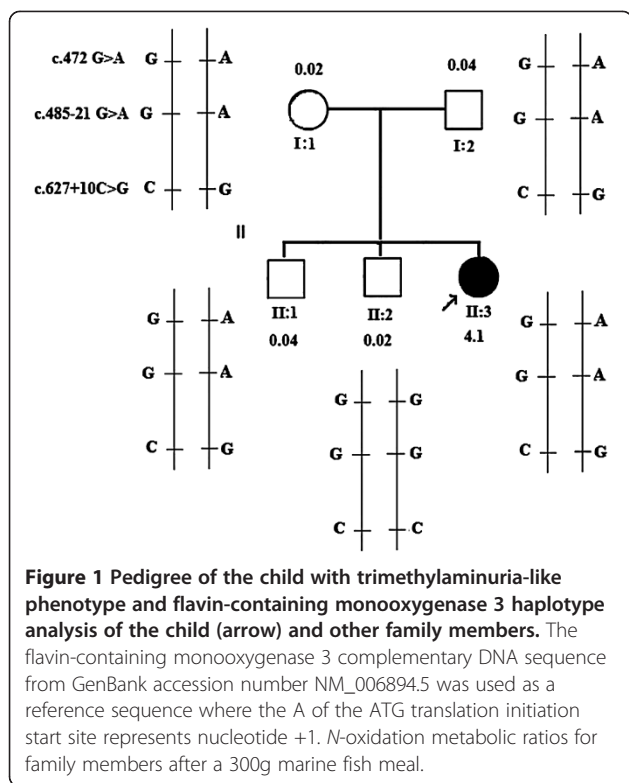 c.472 G>A G A
c.485-21 G>A G A
c.627+10C>G C G
0.02 0.04
I:1 I:2
G A
G A
C G
II
II:1 II:2 II:3
0.04 0.02 4.1
G A
G A
C G
G G
G G
C C
G A
G A
C G
Figure 1 Pedigree of the child with trimethylaminuria-like
phenotype and flavin-containing monooxygenase 3 haplotype
analysis of the child (arrow) and other family members. The
flavin-containing monooxygenase 3 complementary DNA sequence
from GenBank accession number NM_006894.5 was used as a
reference sequence where the A of the ATG translation initiation
start site represents nucleotide +1. N-oxidation metabolic ratios for
family members after a 300g marine fish meal.